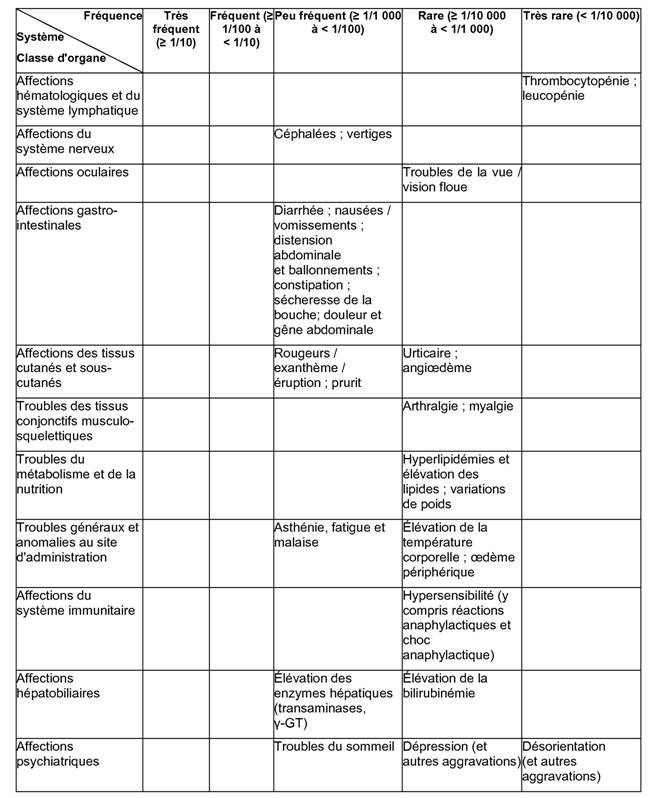 Fréquence
Système
Classe d'organe
Très
fréquent
(≥ 1/10)
Fréquent (≥
1/100 à
< 1/10)
Peu fréquent (≥ 1/1 000
à < 1/100)
Rare (≥ 1/10 000
à < 1/1 000)
Très rare (< 1/10 000)
Affections
hématologiques et du
système lymphatique
Thrombocytopénie ;
leucopénie
Affections du
système nerveux
Céphalées ; vertiges
Affections oculaires
Troubles de la vue /
vision floue
Affections gastro-
intestinales
Diarrhée ; nausées /
vomissements ;
distension
abdominale
et ballonnements ;
constipation ;
sécheresse de la
bouche; douleur et
gêne abdominale
Affections des tissus
cutanés et sous-
cutanés
Rougeurs /
exanthème /
éruption ; prurit
Urticaire ;
angiœdème
Troubles des tissus
conjonctifs musculo-
squelettiques
Arthralgie ; myalgie
Troubles du
métabolisme et de la
nutrition
Hyperlipidémies et
élévation des
lipides ; variations
de poids
Troubles généraux et
anomalies au site
d'administration
Asthénie, fatigue et
malaise
Élévation de la
température
corporelle ; œdème
périphérique
Affections du
système immunitaire
Hypersensibilité (y
compris réactions
anaphylactiques et
choc
anaphylactique)
Affections
hépatobiliaires
Élévation des
enzymes hépatiques
(transaminases,
γ-GT)
Élévation de la
bilirubinémie
Affections
psychiatriques
Troubles du sommeil
Dépression (et
autres aggravations)
Désorientation
(et autres
aggravations)